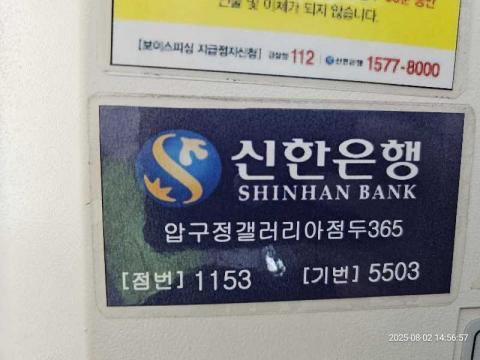 인출 및 이체가 되지 않습니다.
[보이스피싱 지급정지신청] 경찰청 112 신한은행 1577-8000
신한은행
SHINHAN BANK
압구정갤러리아점두365
[점번] 1153 [기번] 5503
2025-08-02 14:56:57